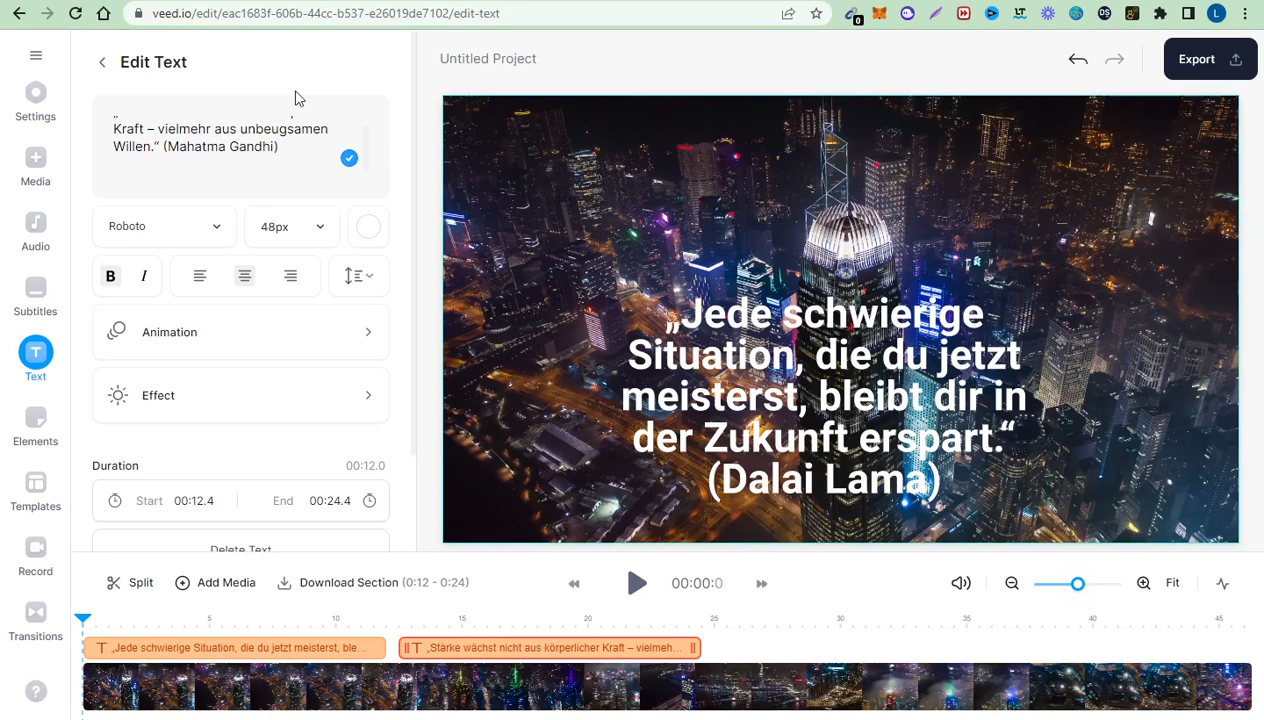 veed.io/edit/eac1683f-606b-44cc-b537-e26019de7102/edit-text
Edit Text
Untitled Project
Export
Settings
Media
Audio
Subtitles
Text
Elements
Templates
Record
Transitions
Kraft – vielmehr aus unbeugsamen
Willen.“ (Mahatma Gandhi)
Roboto
48px
B I
Animation
Effect
Duration 00:12.0
Start 00:12.4 End 00:24.4
Delete Text
„Jede schwierige
Situation, die du jetzt
meisterst, bleibt dir in
der Zukunft erspart.“
(Dalai Lama)
Split
Add Media
Download Section (0:12 - 0:24)
00:00:0
Fit
5 10 15 20 25 30 35 40 45
T „Jede schwierige Situation, die du jetzt meisterst, ble...
T „Stärke wächst nicht aus körperlicher Kraft – vielmeh...